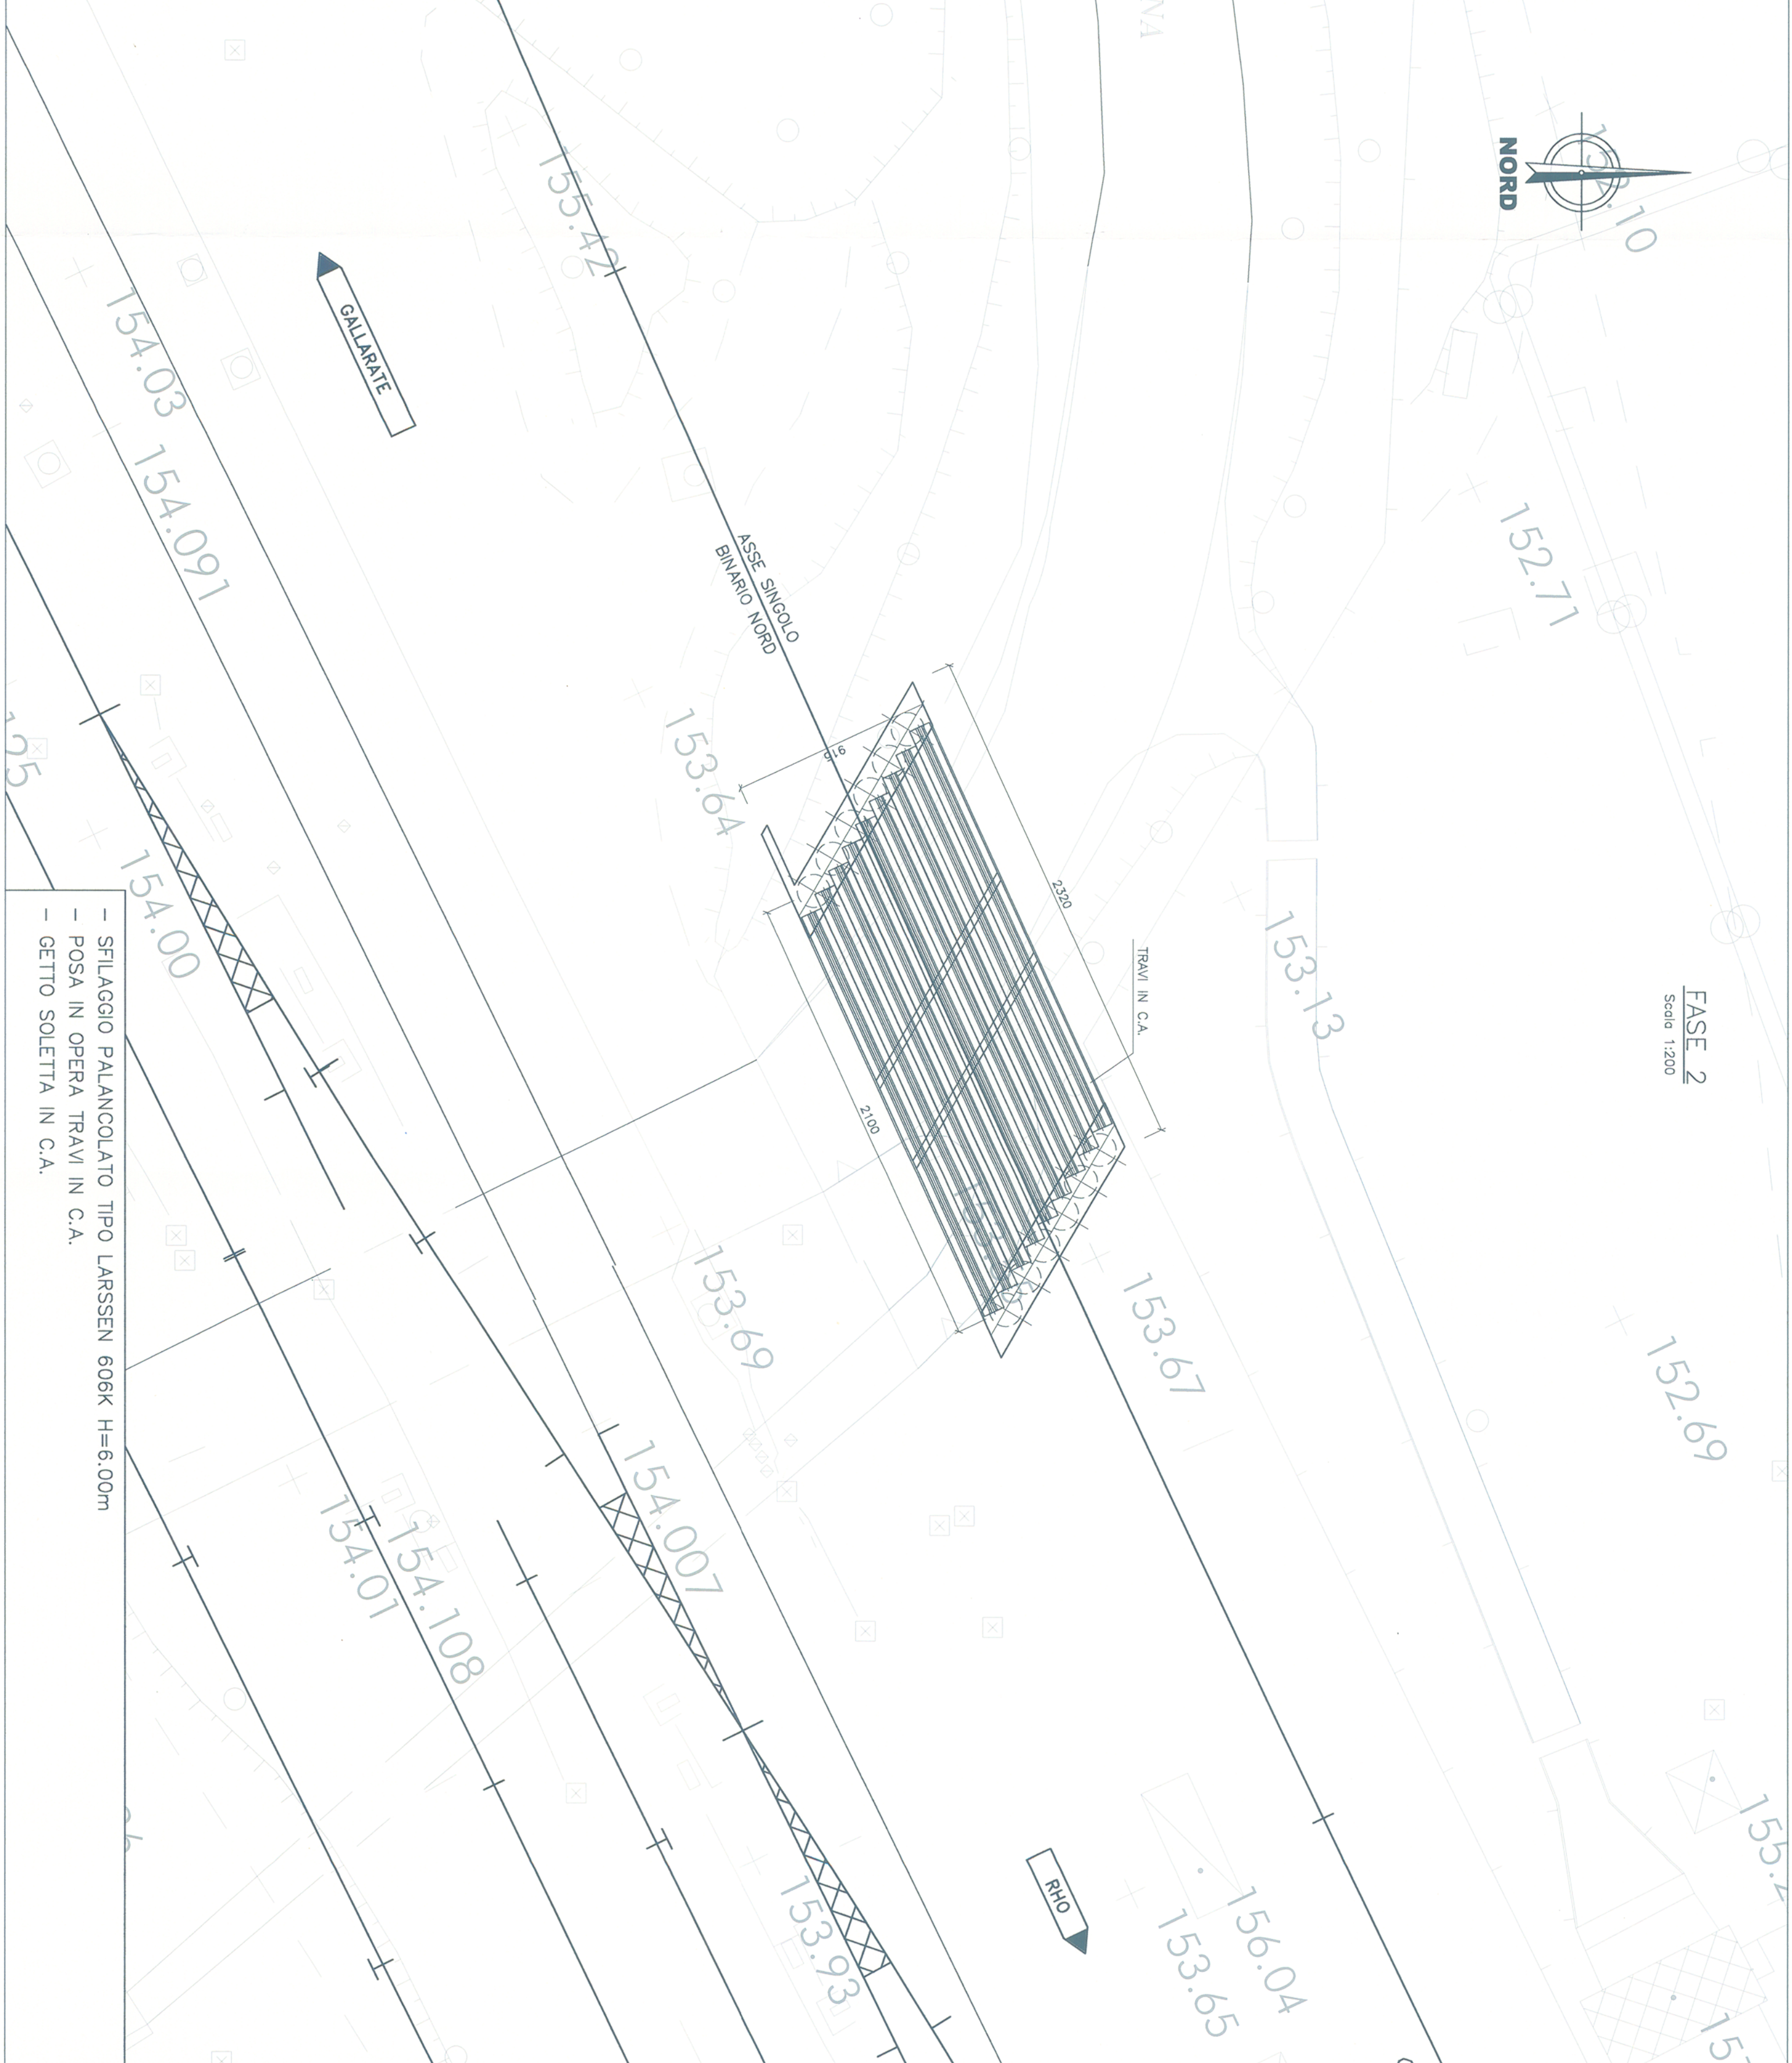 FASE 2
Scala 1:200
NORD
152.10
152.71
152.69
153.13
TRAVI IN C.A.
2320
916
2100
ASSE SINGOLO
BINARIO NORD
155.42
GALLARATE
154.03
154.091
153.64
154.00
153.67
153.69
154.007
154.01
154.108
153.93
RHO
156.04
153.65
- SFILAGGIO PALANCOLATO TIPO LARSSEN 606K H=6.00m
- POSA IN OPERA TRAVI IN C.A.
- GETTO SOLETTA IN C.A.